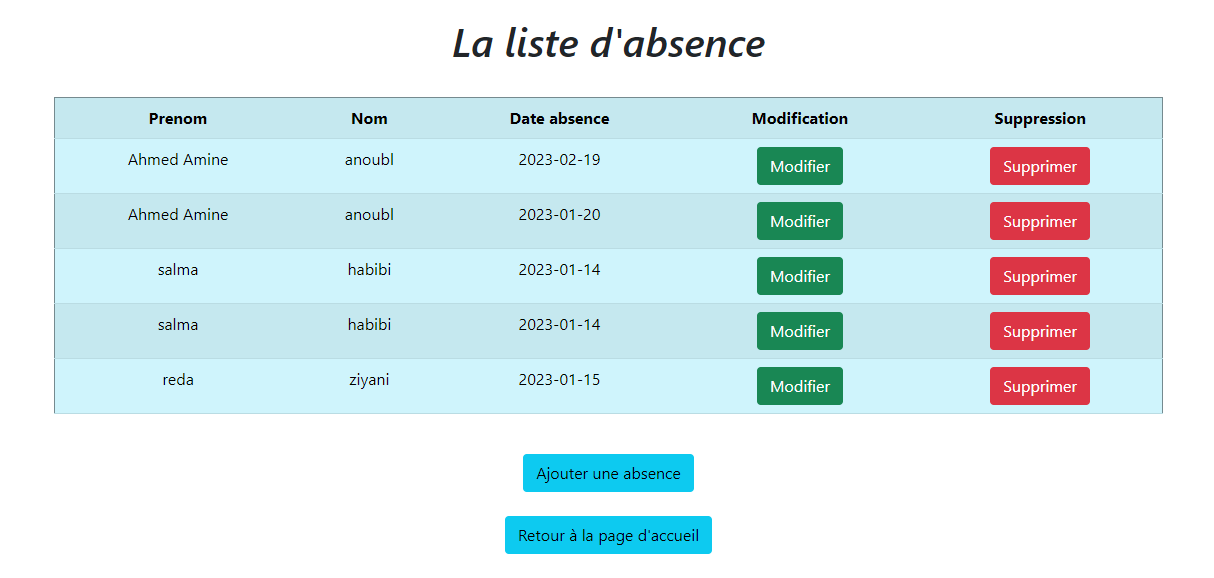 La liste d'absence
Prenom Nom Date absence Modification Suppression
Ahmed Amine anoubl 2023-02-19 Modifier Supprimer
Ahmed Amine anoubl 2023-01-20 Modifier Supprimer
salma habibi 2023-01-14 Modifier Supprimer
salma habibi 2023-01-14 Modifier Supprimer
reda ziyani 2023-01-15 Modifier Supprimer
Ajouter une absence
Retour à la page d'accueil